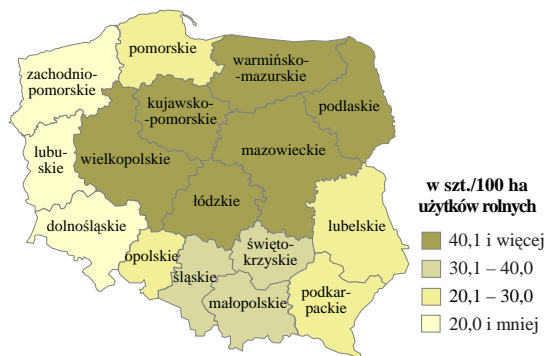 pomorskie
warmińsko-
-mazurskie
zachodnio-
pomorskie
podlaskie
kujawsko-
-pomorskie
lubu-
skie
wielkopolskie
mazowieckie
łódzkie
dolnośląskie
lubelskie
opolskie
śląskie
święto-
krzyskie
małopolskie
podkar-
packie
w szt./100 ha
użytków rolnych
40,1 i więcej
30,1 – 40,0
20,1 – 30,0
20,0 i mniej